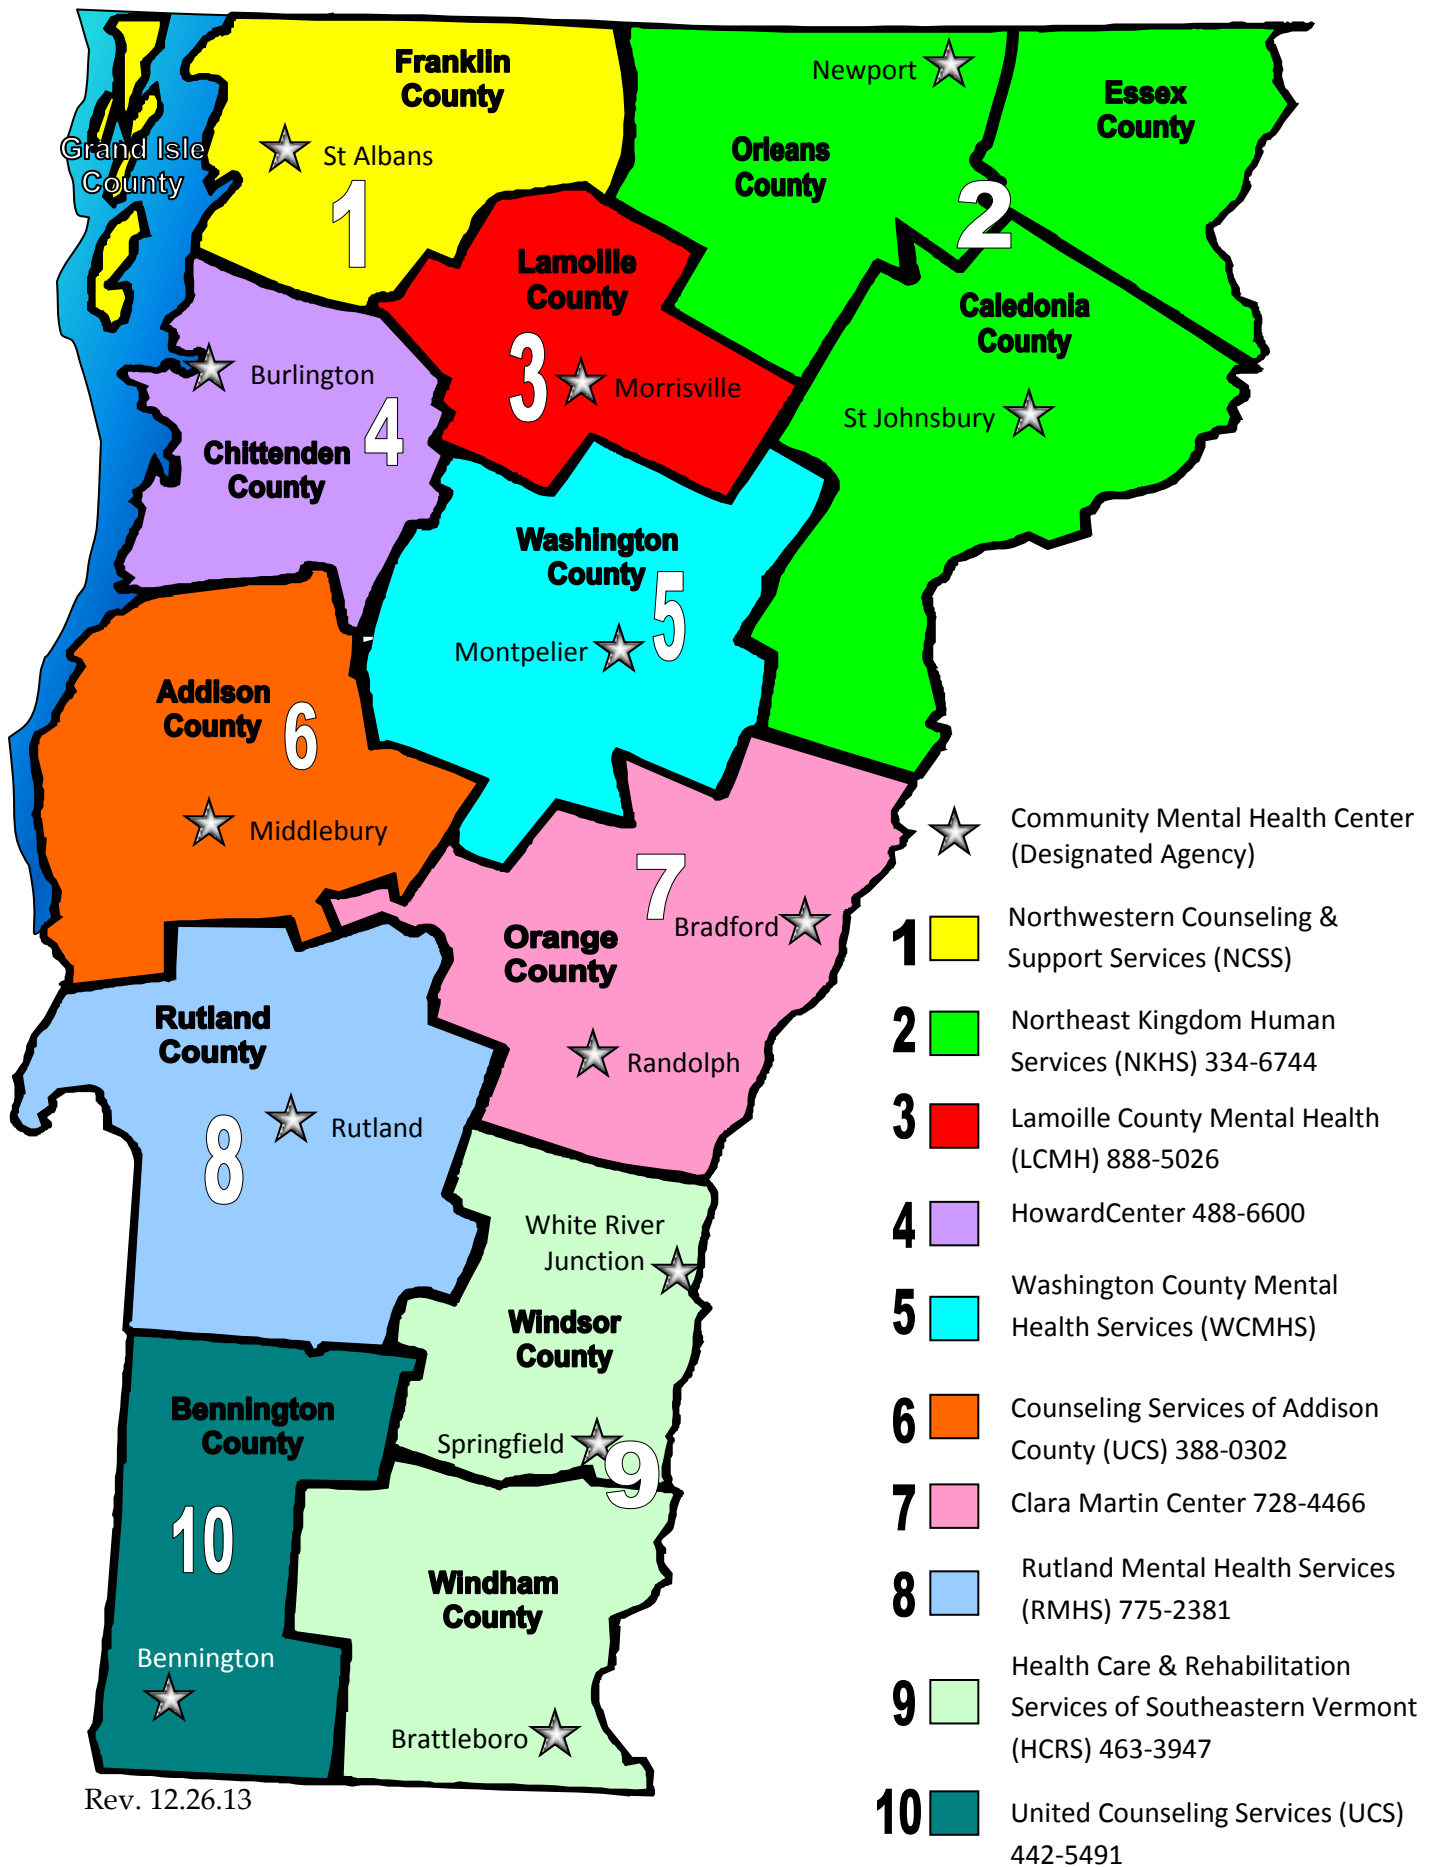 Franklin
County
Newport
Essex
County
Grand Isle
County
St Albans
Orleans
County
1
2
Lamoille
County
Caledonia
County
3
Morrisville
Burlington
4
St Johnsbury
Chittenden
County
Washington
County
5
Montpelier
Addison
County
6
Middlebury
7
Bradford
Orange
County
Rutland
County
Randolph
8
Rutland
White River
Junction
Windsor
County
Bennington
County
Springfield
9
10
Windham
County
Bennington
Brattleboro
Rev. 12.26.13
Community Mental Health Center
(Designated Agency)
1 Northwestern Counseling &
Support Services (NCSS)
2 Northeast Kingdom Human
Services (NKHS) 334-6744
3 Lamoille County Mental Health
(LCMH) 888-5026
4 HowardCenter 488-6600
5 Washington County Mental
Health Services (WCMHS)
6 Counseling Services of Addison
County (UCS) 388-0302
7 Clara Martin Center 728-4466
8 Rutland Mental Health Services
(RMHS) 775-2381
9 Health Care & Rehabilitation
Services of Southeastern Vermont
(HCRS) 463-3947
10 United Counseling Services (UCS)
442-5491